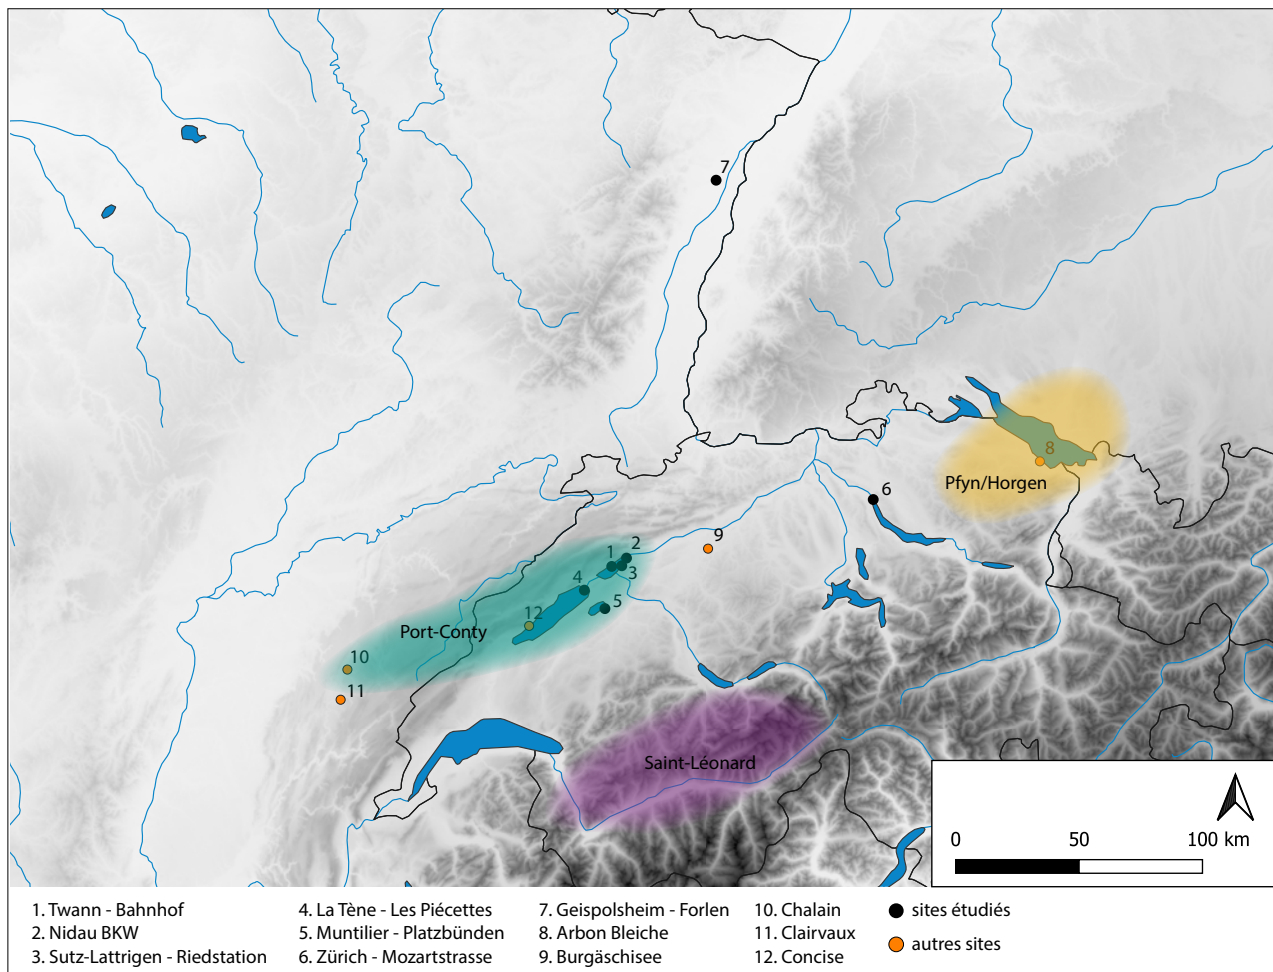 7
8
Pfyn/Horgen
6
9
2
1
3
4
5
12
Port-Conty
10
11
Saint-Léonard
0 50 100 km
1. Twann - Bahnhof
2. Nidau BKW
3. Sutz-Lattrigen - Riedstation
4. La Tène - Les Piécettes
5. Muntilier - Platzbünden
6. Zürich - Mozartstrasse
7. Geispolsheim - Forlen
8. Arbon Bleiche
9. Burgäschisee
10. Chalain
11. Clairvaux
12. Concise
sites étudiés
autres sites